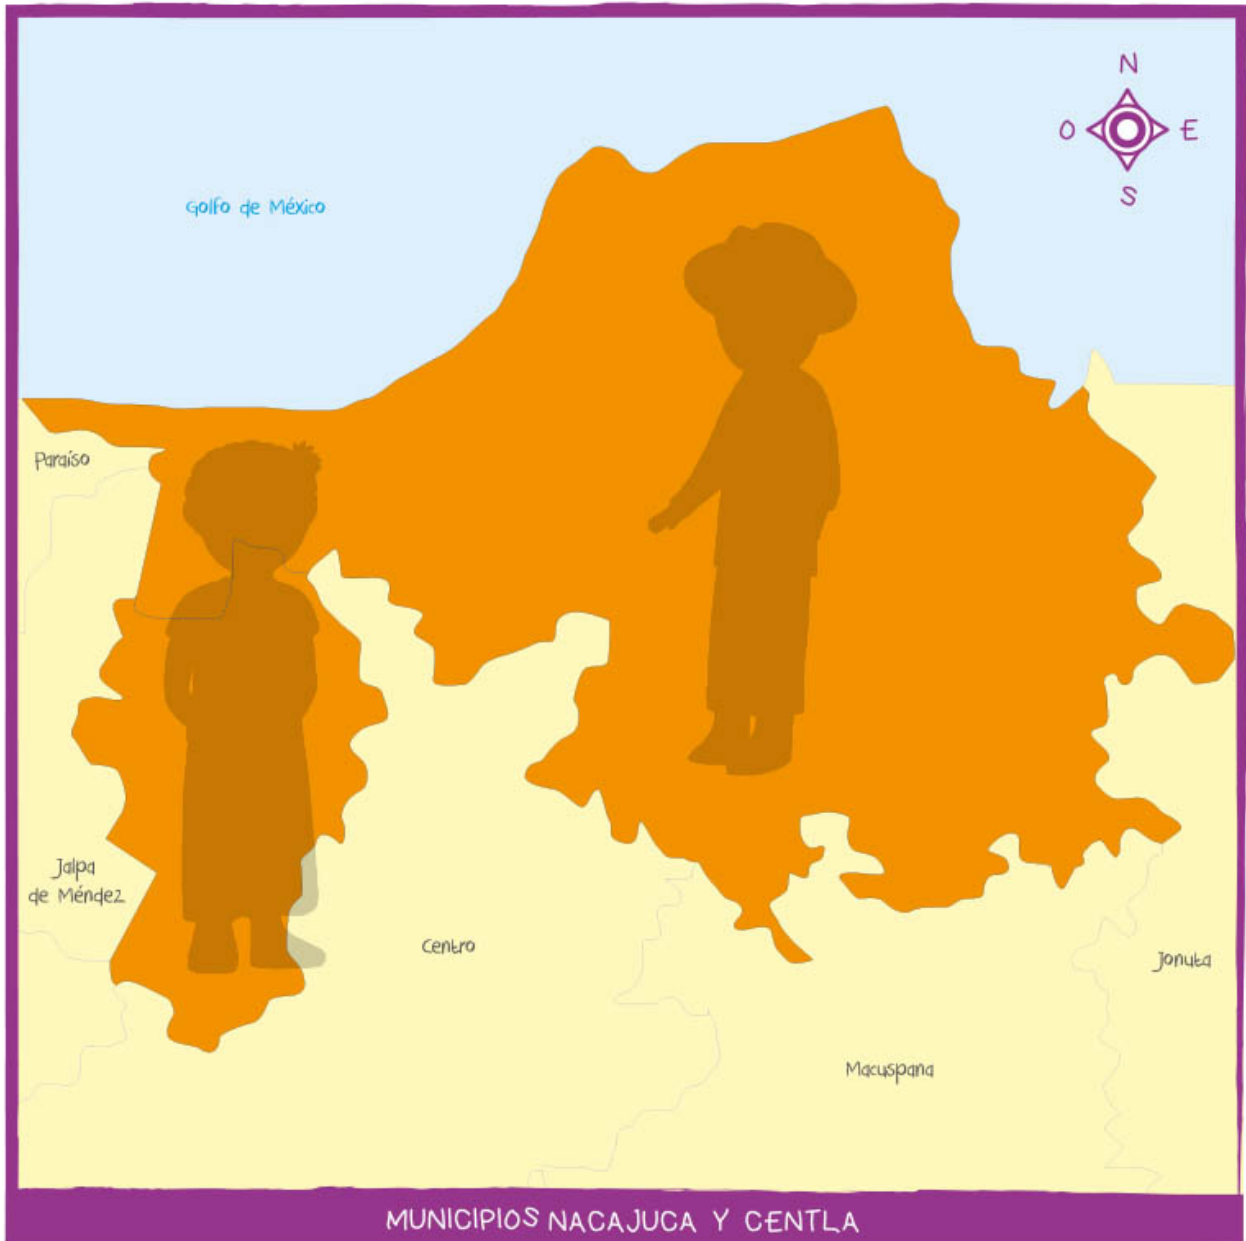 N
O E
S
Golfo de México
Paraíso
Jalpa
de Méndez
Centro
Jonuta
Macuspana
MUNICIPIOS NACAJUCA Y CENTLA